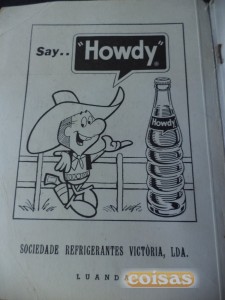 Say.. "Howdy"®
Howdy
SOCIEDADE REFRIGERANTES VICTÓRIA, LDA.
LUANDA
coisas